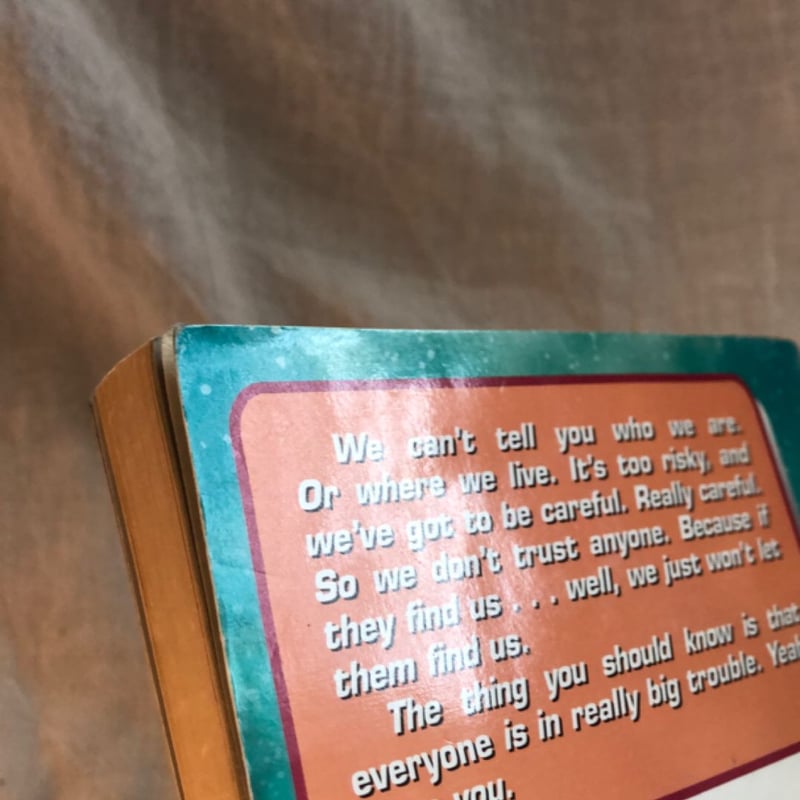 We can't tell you who we are.
Or where we live. It's too risky, and
we've got to be careful. Really careful.
So we don't trust anyone. Because if
they find us . . . well, we just won't let
them find us.
The thing you should know is that
everyone is in really big trouble. Yeah
you.